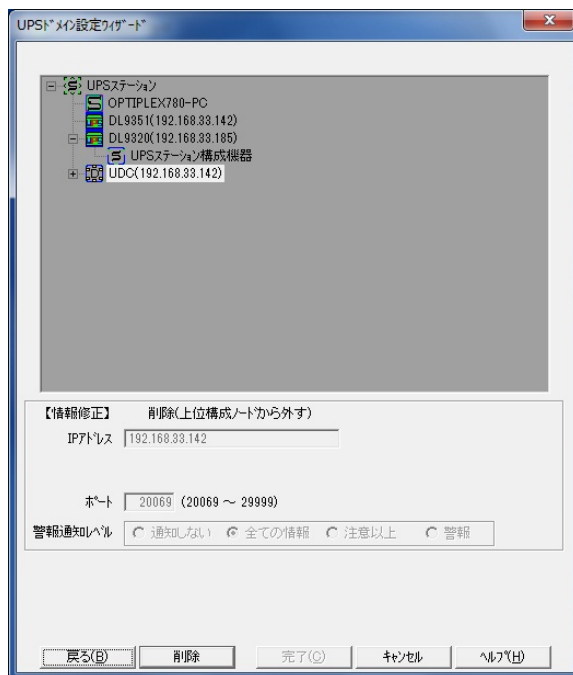 UPSﾄﾞﾒｲﾝ設定ｳｨｻﾞｰﾄﾞ
UPSｽﾃｰｼｮﾝ
OPTIPLEX780-PC
DL9351(192.168.33.142)
DL9320(192.168.33.185)
UPSｽﾃｰｼｮﾝ構成機器
UDC(192.168.33.142)
【情報修正】 削除(上位構成ﾉｰﾄﾞから外す)
IPｱﾄﾞﾚｽ 192.168.33.142
ﾎﾟｰﾄ 20069 (20069 ～ 29999)
警報通知ﾚﾍﾞﾙ 通知しない 全ての情報 注意以上 警報
戻る(B) 削除 完了(C) ｷｬﾝｾﾙ ﾍﾙﾌﾟ(H)